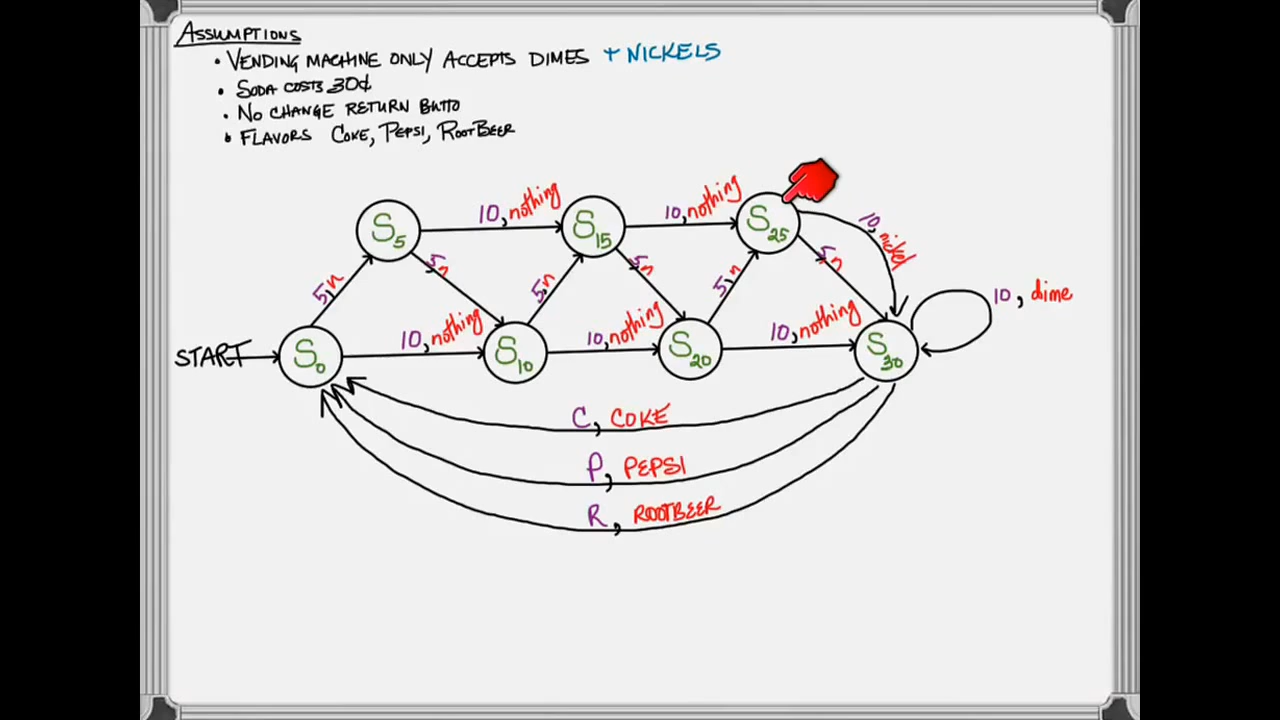 ASSUMPTIONS
• VENDING MACHINE ONLY ACCEPTS DIMES + NICKELS
• SODA COSTS 30¢
• NO CHANGE RETURN BUTTO
• FLAVORS COKE, PEPSI, ROOTBEER
10, nothing
10, nothing
S5
S15
S25
10, nickel
5, n
5, n
5, n
5, n
5, n
5, n
10, dime
10, nothing
10, nothing
10, nothing
START
S0
S10
S20
S30
C, COKE
P, PEPSI
R, ROOTBEER